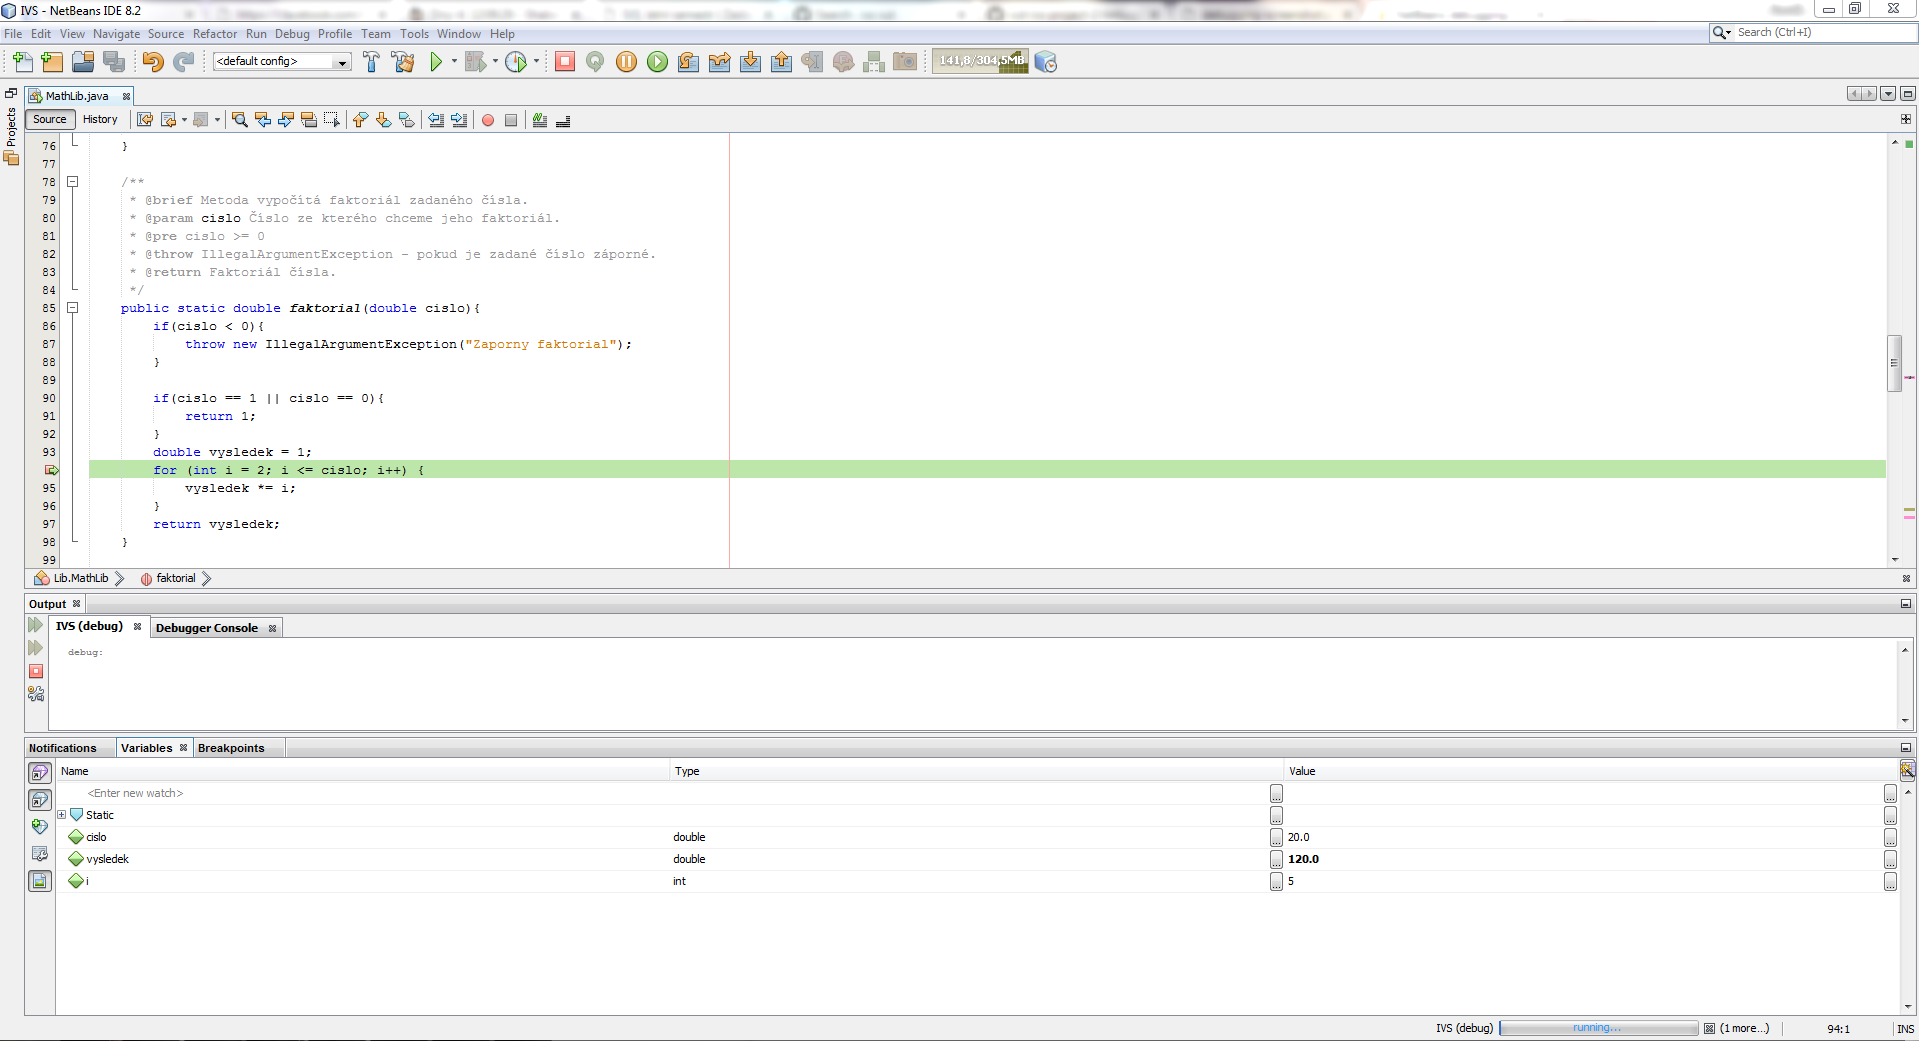 IVS - NetBeans IDE 8.2
File Edit View Navigate Source Refactor Run Debug Profile Team Tools Window Help
Search (Ctrl+I)
<default config>
141,8/304,5MB
Projects
MathLib.java
Source History
76 }
77
78 /**
79 * @brief Metoda vypočítá faktoriál zadaného čísla.
80 * @param cislo Číslo ze kterého chceme jeho faktoriál.
81 * @pre cislo >= 0
82 * @throw IllegalArgumentException - pokud je zadané číslo záporné.
83 * @return Faktoriál čísla.
84 */
85 public static double faktorial(double cislo){
86 if(cislo < 0){
87 throw new IllegalArgumentException("Zaporny faktorial");
88 }
89
90 if(cislo == 1 || cislo == 0){
91 return 1;
92 }
93 double vysledek = 1;
for (int i = 2; i <= cislo; i++) {
95 vysledek *= i;
96 }
97 return vysledek;
98 }
99
Lib.MathLib faktorial
Output
IVS (debug) Debugger Console
debug:
Notifications Variables Breakpoints
Name Type Value
<Enter new watch>
Static
cislo double 20.0
vysledek double 120.0
i int 5
IVS (debug) running... (1 more...) 94:1 INS